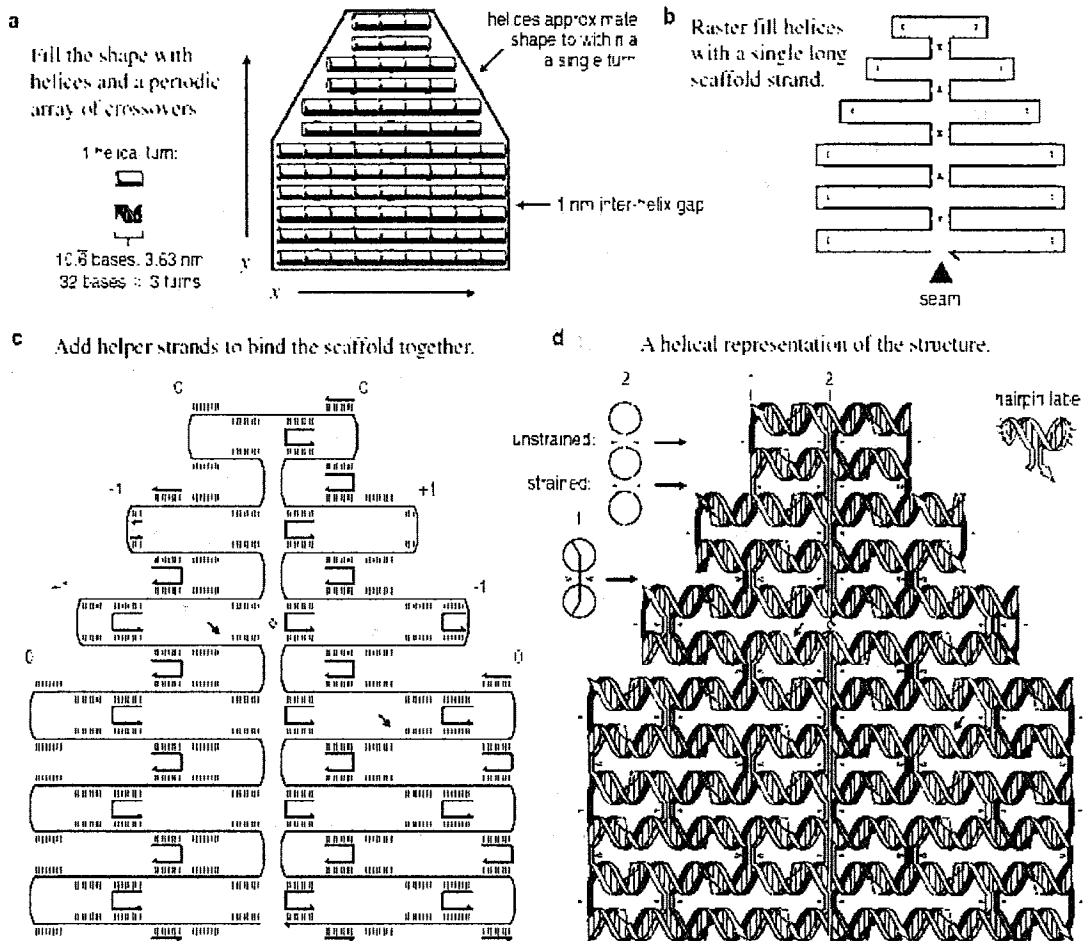 a
Fill the shape with
helices and a periodic
array of crossovers
1 helical turn:
10.6 bases, 3.63 nm
32 bases = 3 turns
y
x
helices approximate
shape to within a
a single turn
1 nm inter-helix gap
b
Raster fill helices
with a single long
scaffold strand.
seam
c
Add helper strands to bind the scaffold together.
0
0
-1
+1
-1
0
0
d
A helical representation of the structure.
2
1
2
unstrained:
strained:
1
hairpin label